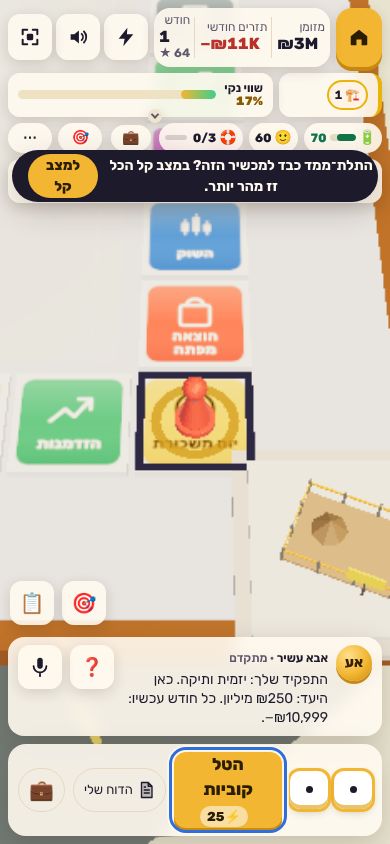 מזומן
₪3M
תזרים חודשי
−₪11K
חודש
1
★ 64
🏗️ 1
שווי נקי
17%
🔋 70
🙂 60
🛟 0/3
💼
🎯
...
התלת־ממד כבד למכשיר הזה? במצב קל הכל
זז מהר יותר.
למצב
קל
השוק
הוצאה
מפתה
יום משכורת
הזדמנות
אע
אבא עשיר · מתקדם
התפקיד שלך: יזמית ותיקה. כאן
היעד: ₪250 מיליון. כל חודש עכשיו:
−₪10,999.
❓
הטל
קוביות
⚡ 25
הדוח שלי